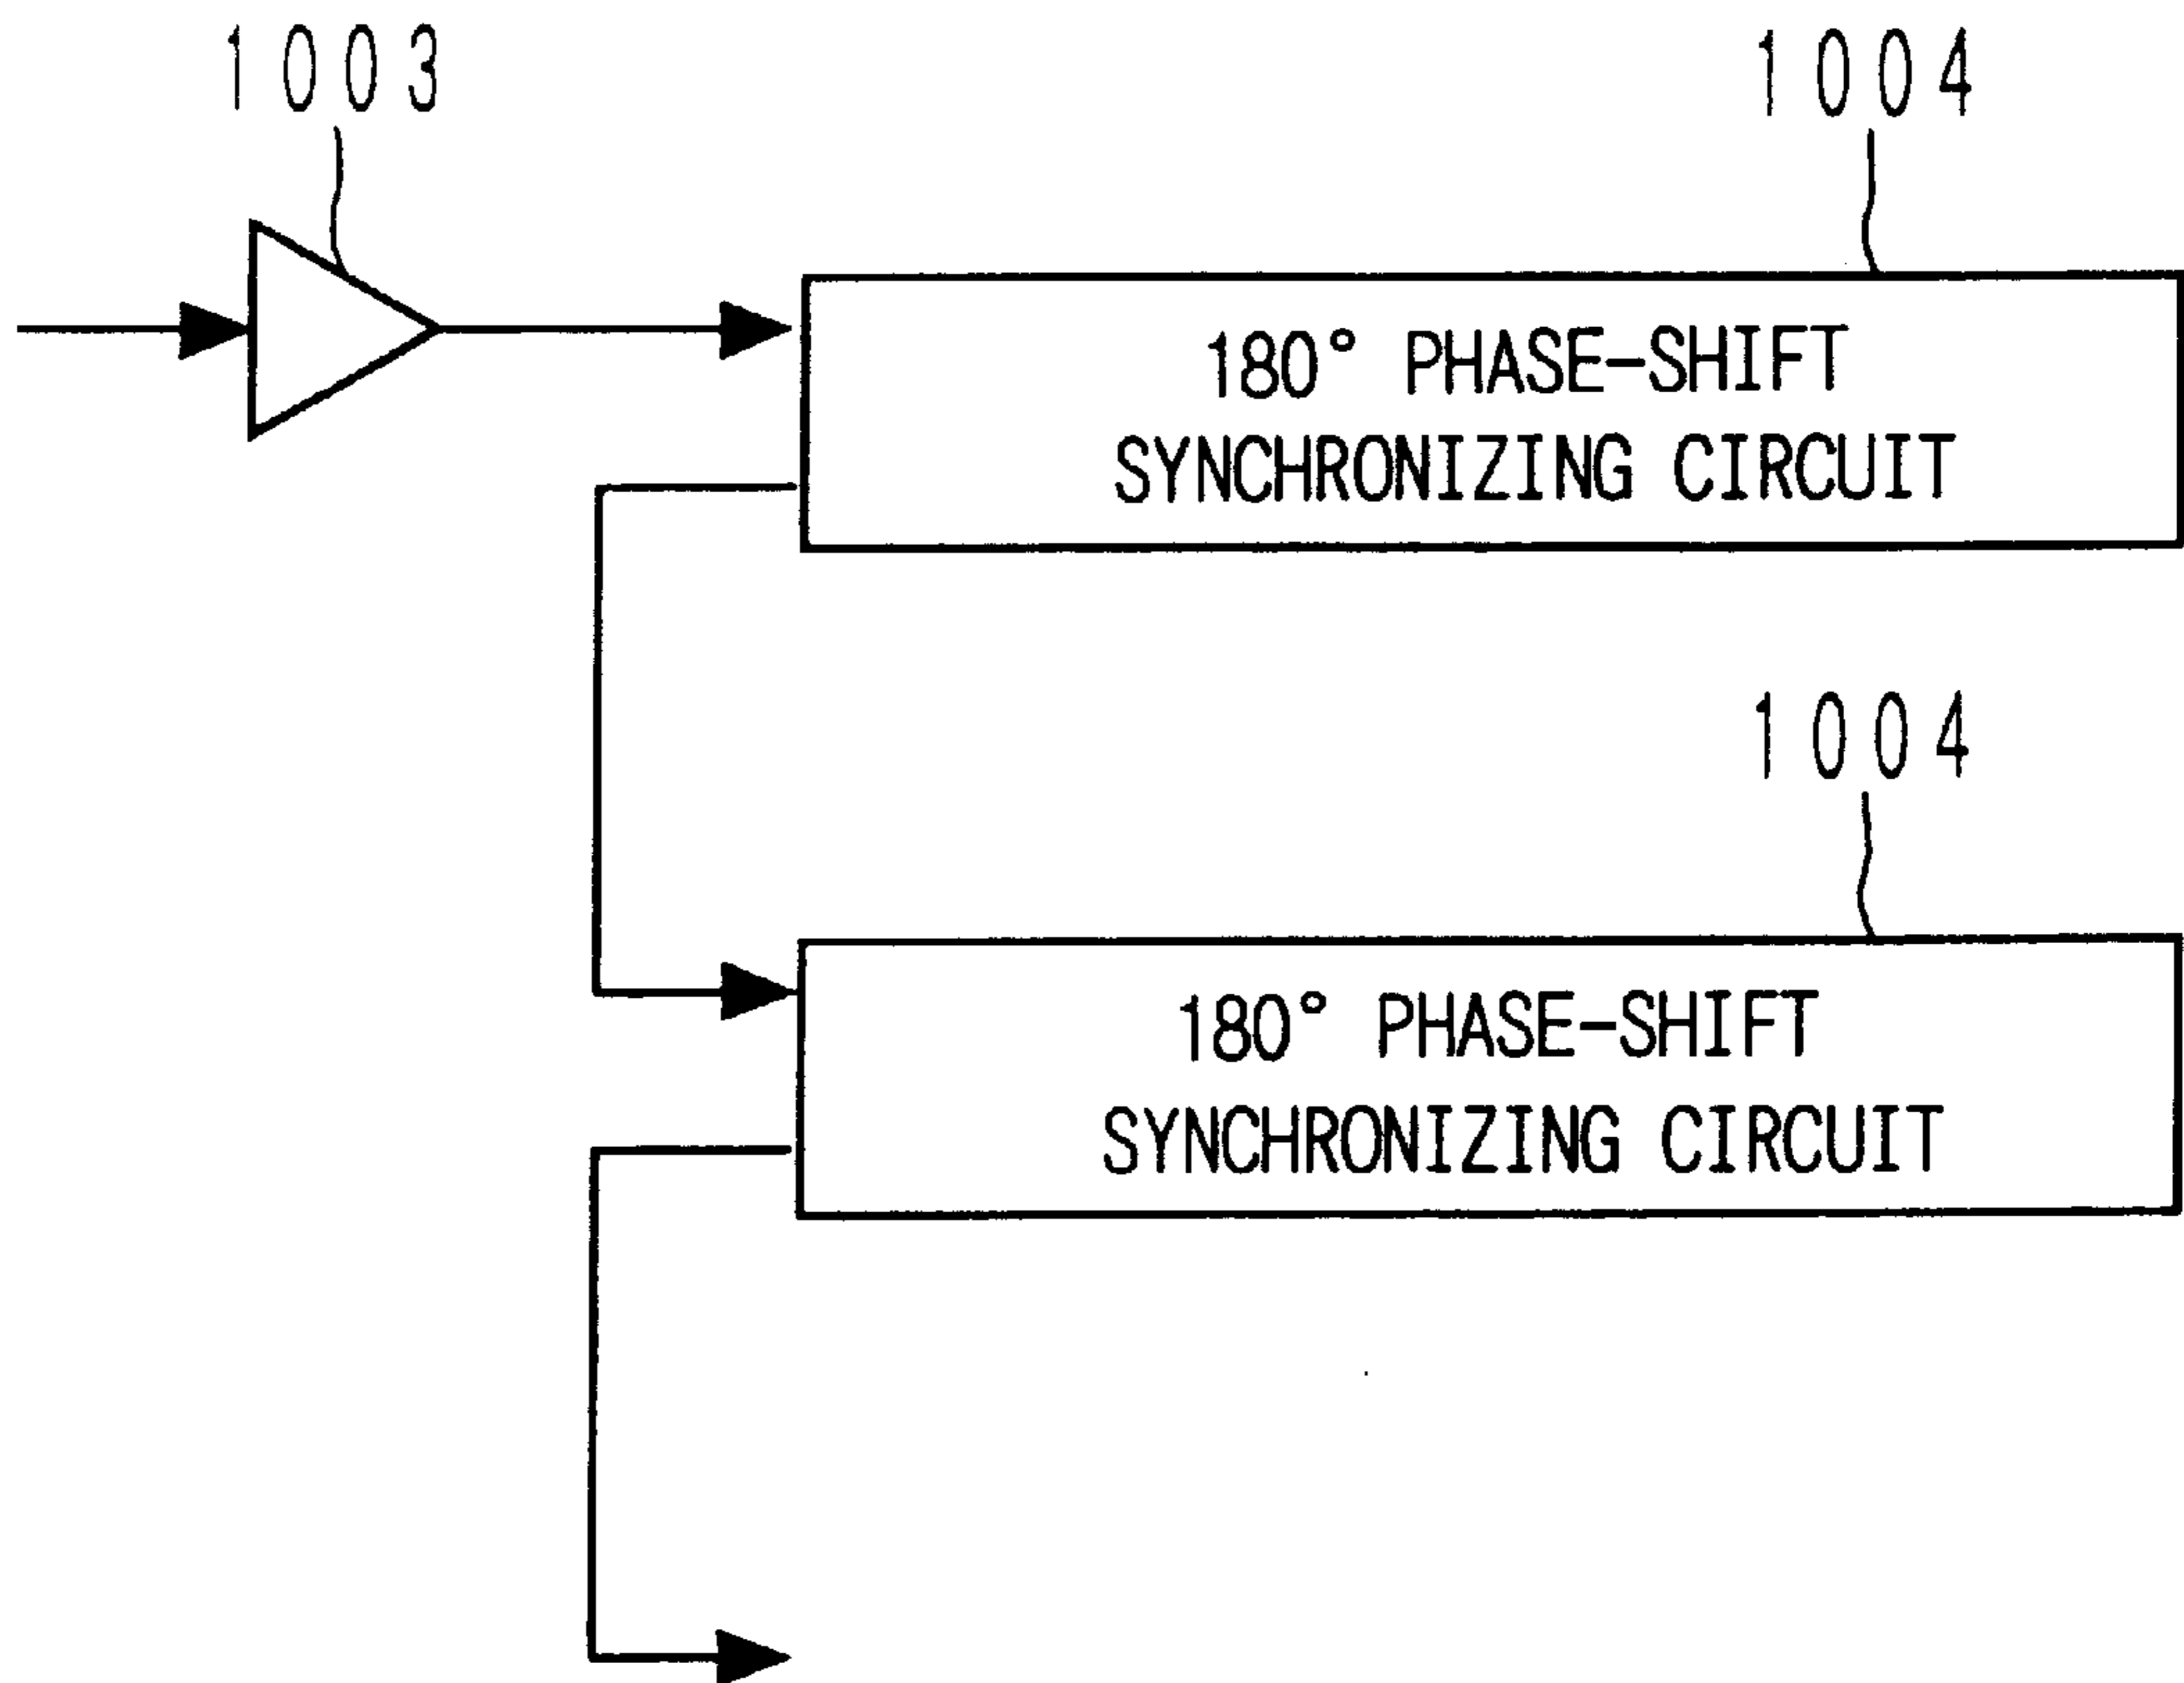 1003
1004
180° PHASE-SHIFT
SYNCHRONIZING CIRCUIT
1004
180° PHASE-SHIFT
SYNCHRONIZING CIRCUIT